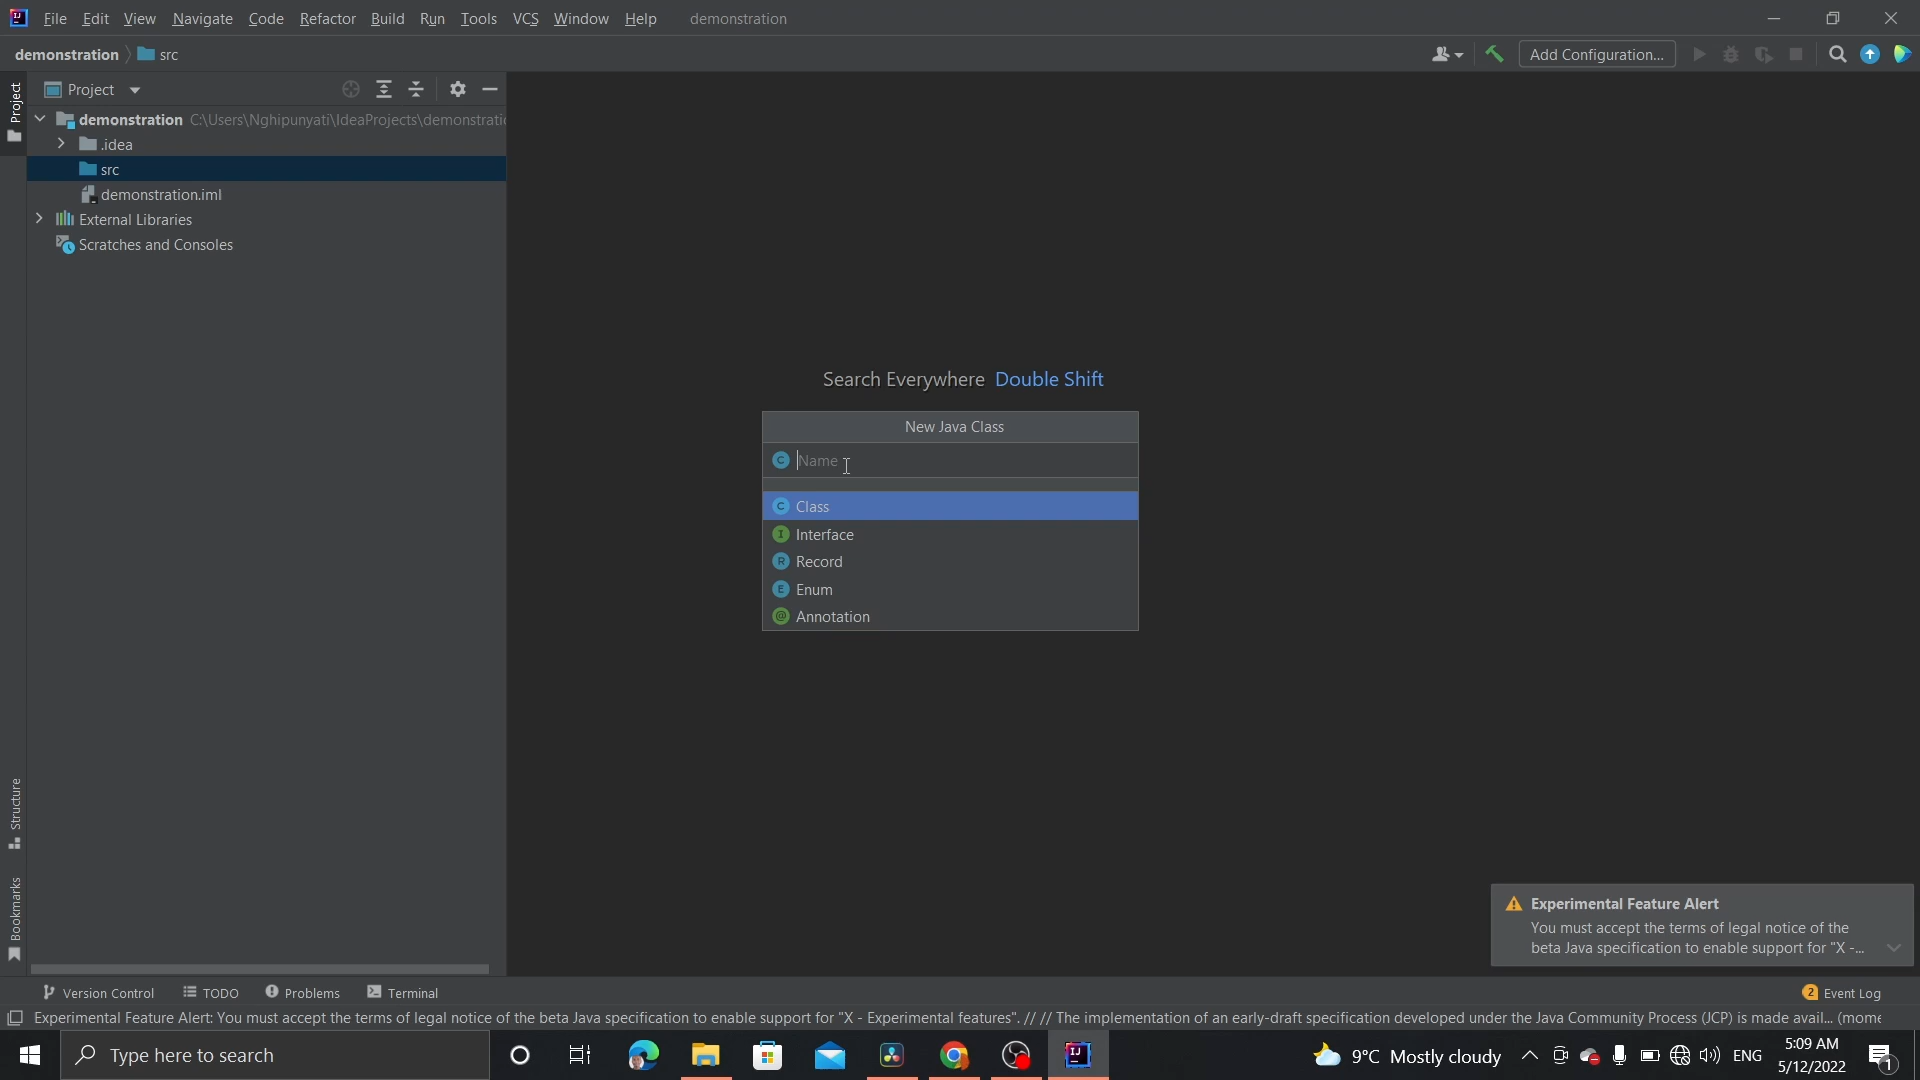 File Edit View Navigate Code Refactor Build Run Tools VCS Window Help demonstration
demonstration src
Add Configuration...
Project
Project
demonstration C:\Users\Nghipunyati\IdeaProjects\demonstratio
.idea
src
demonstration.iml
External Libraries
Scratches and Consoles
Search Everywhere Double Shift
New Java Class
C Name
C Class
I Interface
R Record
E Enum
@ Annotation
Structure
Bookmarks
Experimental Feature Alert
You must accept the terms of legal notice of the
beta Java specification to enable support for "X -...
Version Control TODO Problems Terminal
2 Event Log
Experimental Feature Alert: You must accept the terms of legal notice of the beta Java specification to enable support for "X - Experimental features". // // The implementation of an early-draft specification developed under the Java Community Process (JCP) is made avail... (mome
Type here to search
9°C Mostly cloudy
ENG
5:09 AM
5/12/2022
1